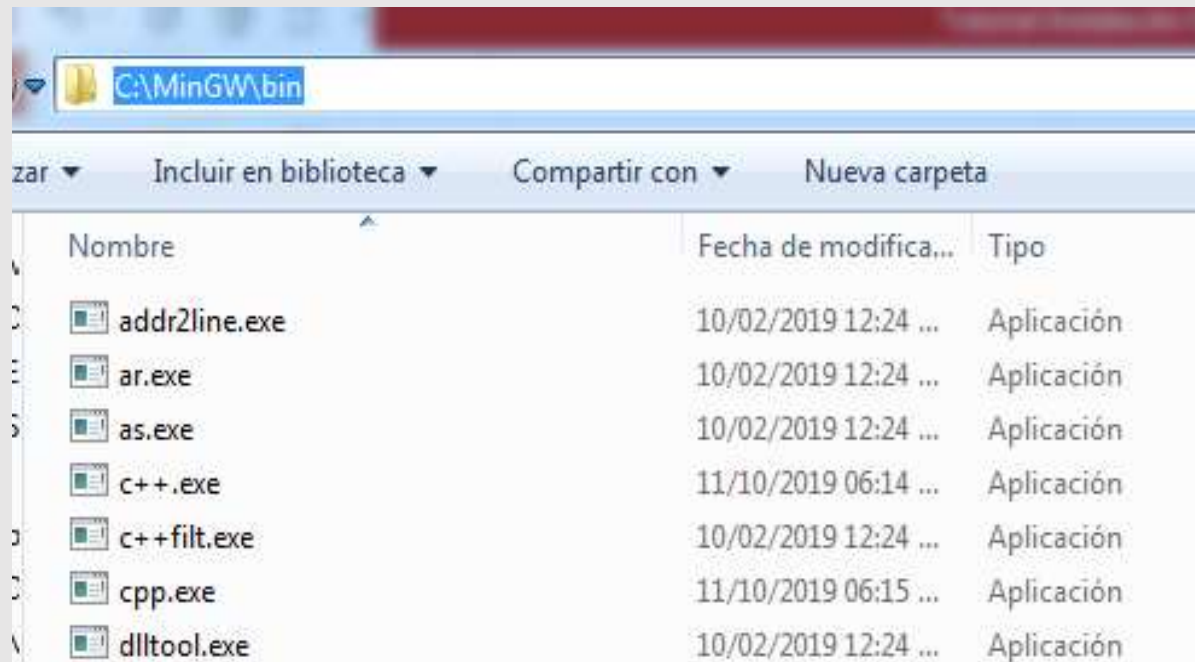 C:\MinGW\bin
zar Incluir en biblioteca Compartir con Nueva carpeta
Nombre Fecha de modifica... Tipo
addr2line.exe 10/02/2019 12:24 ... Aplicación
ar.exe 10/02/2019 12:24 ... Aplicación
as.exe 10/02/2019 12:24 ... Aplicación
c++.exe 11/10/2019 06:14 ... Aplicación
c++filt.exe 10/02/2019 12:24 ... Aplicación
cpp.exe 11/10/2019 06:15 ... Aplicación
dlltool.exe 10/02/2019 12:24 ... Aplicación